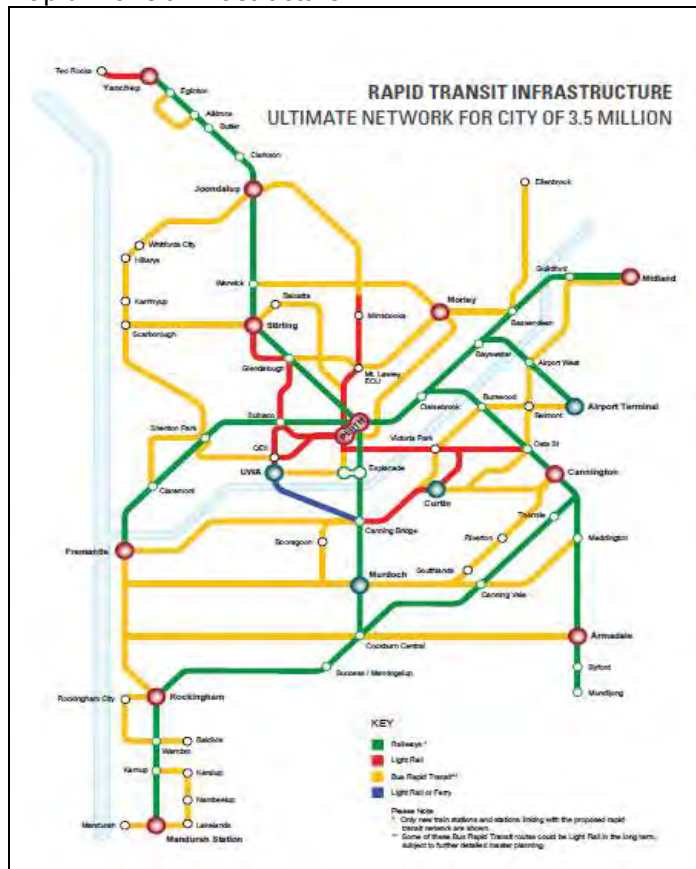 RAPID TRANSIT INFRASTRUCTURE
ULTIMATE NETWORK FOR CITY OF 3.5 MILLION
Two Rocks
Yanchep
Eglinton
Alkimos
Butler
Clarkson
Joondalup
Ellenbrook
Whitfords City
Hillarys
Warwick
Guildford
Midland
Karrinyup
Balcatta
Mirrabooka
Morley
Scarborough
Stirling
Bassendean
Glendalough
Mt. Lawley
ECU
Bayswater
Airport West
Claisebrook
Burswood
Belmont
Airport Terminal
Subiaco
PERTH
Shenton Park
Victoria Park
Oats St
QEII
UWA
Esplanade
Cannington
Claremont
Curtin
Thornlie
Canning Bridge
Fremantle
Booragoon
Riverton
Maddington
Southlands
Murdoch
Canning Vale
Cockburn Central
Armadale
Success / Mandogalup
Byford
Mundijong
Rockingham City
Rockingham
Baldivis
Warnbro
Karnup
Keralup
Nambeelup
Mandurah
Lakelands
Mandurah Station
KEY
Railways *
Light Rail
Bus Rapid Transit**
Light Rail or Ferry
Please Note:
* Only new train stations and stations linking with the proposed rapid
transit network are shown.
** Some of these Bus Rapid Transit routes could be Light Rail in the long term,
subject to further detailed master planning.